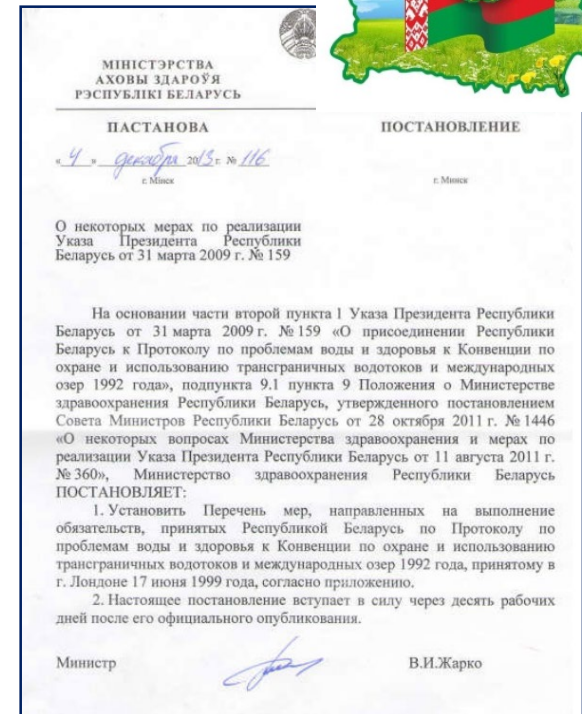 МІНІСТЭРСТВА
АХОВЫ ЗДАРОЎЯ
РЭСПУБЛІКІ БЕЛАРУСЬ
ПАСТАНОВА
ПОСТАНОВЛЕНИЕ
« 4 » декабря 2013 г. № 116
г. Мінск
г. Минск
О некоторых мерах по реализации
Указа Президента Республики
Беларусь от 31 марта 2009 г. № 159
На основании части второй пункта 1 Указа Президента Республики
Беларусь от 31 марта 2009 г. № 159 «О присоединении Республики
Беларусь к Протоколу по проблемам воды и здоровья к Конвенции по
охране и использованию трансграничных водотоков и международных
озер 1992 года», подпункта 9.1 пункта 9 Положения о Министерстве
здравоохранения Республики Беларусь, утвержденного постановлением
Совета Министров Республики Беларусь от 28 октября 2011 г. № 1446
«О некоторых вопросах Министерства здравоохранения и мерах по
реализации Указа Президента Республики Беларусь от 11 августа 2011 г.
№ 360», Министерство здравоохранения Республики Беларусь
ПОСТАНОВЛЯЕТ:
1. Установить Перечень мер, направленных на выполнение
обязательств, принятых Республикой Беларусь по Протоколу по
проблемам воды и здоровья к Конвенции по охране и использованию
трансграничных водотоков и международных озер 1992 года, принятому в
г. Лондоне 17 июня 1999 года, согласно приложению.
2. Настоящее постановление вступает в силу через десять рабочих
дней после его официального опубликования.
Министр
В.И.Жарко